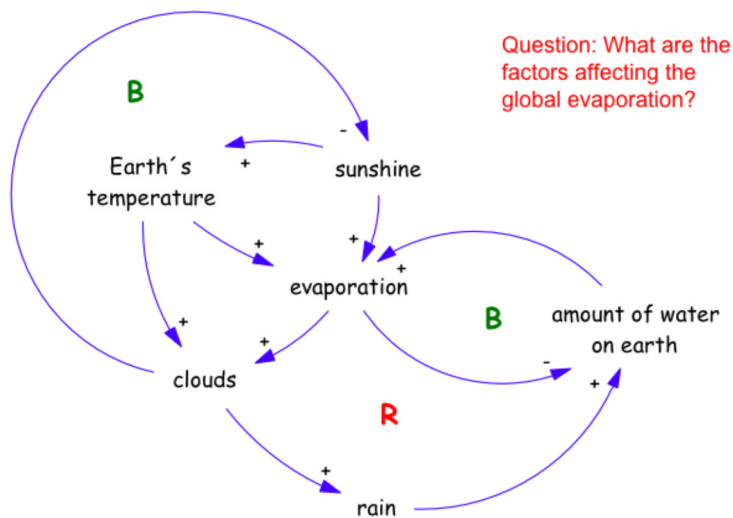 Question: What are the
factors affecting the
global evaporation?
B
-
+
Earth´s
temperature
sunshine
+
+
+
evaporation
amount of water
on earth
B
+
+
-
+
clouds
R
+
rain